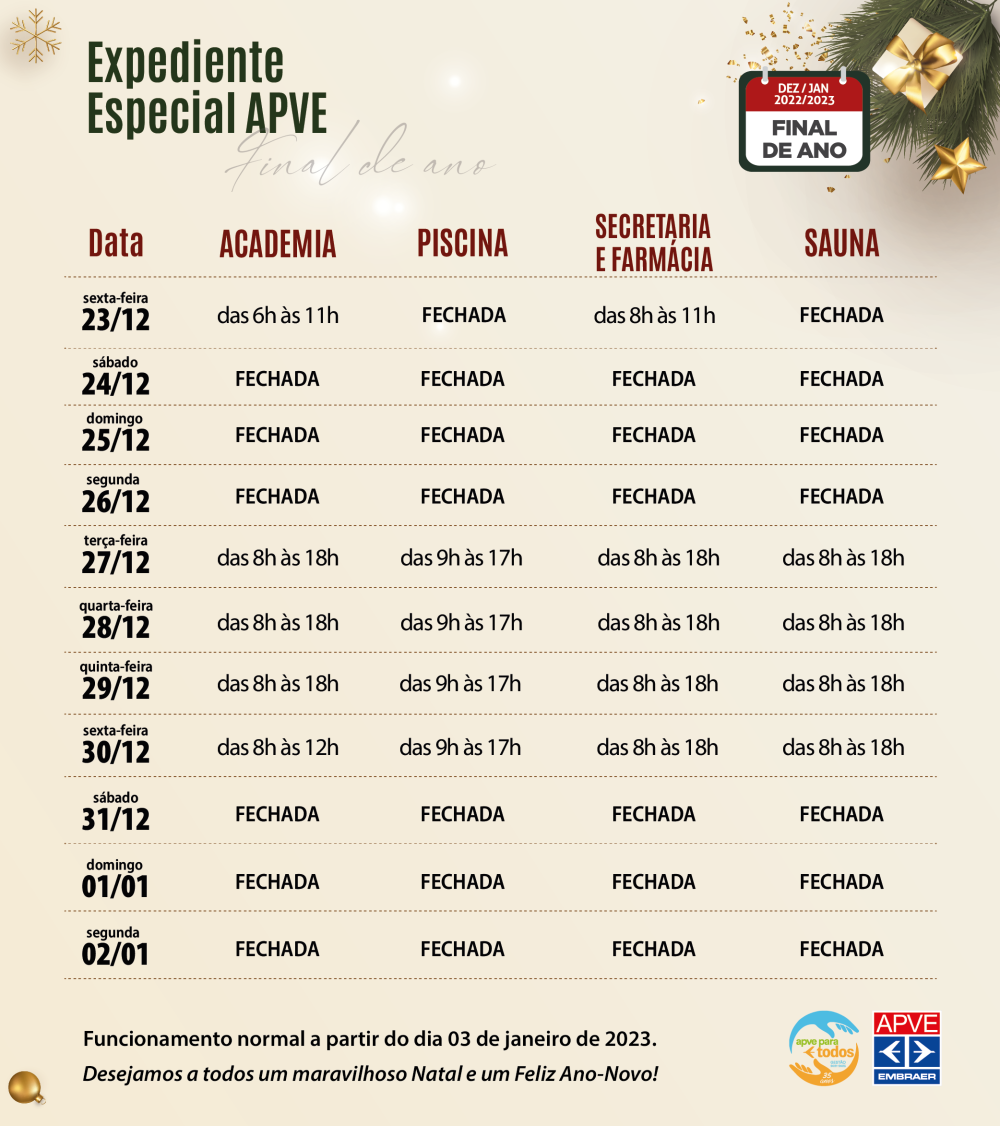 Expediente
Especial APVE
Final de ano
DEZ / JAN
2022/2023
FINAL
DE ANO
Data ACADEMIA PISCINA SECRETARIA E FARMÁCIA SAUNA
sexta-feira
23/12 das 6h às 11h FECHADA das 8h às 11h FECHADA
sábado
24/12 FECHADA FECHADA FECHADA FECHADA
domingo
25/12 FECHADA FECHADA FECHADA FECHADA
segunda
26/12 FECHADA FECHADA FECHADA FECHADA
terça-feira
27/12 das 8h às 18h das 9h às 17h das 8h às 18h das 8h às 18h
quarta-feira
28/12 das 8h às 18h das 9h às 17h das 8h às 18h das 8h às 18h
quinta-feira
29/12 das 8h às 18h das 9h às 17h das 8h às 18h das 8h às 18h
sexta-feira
30/12 das 8h às 12h das 9h às 17h das 8h às 18h das 8h às 18h
sábado
31/12 FECHADA FECHADA FECHADA FECHADA
domingo
01/01 FECHADA FECHADA FECHADA FECHADA
segunda
02/01 FECHADA FECHADA FECHADA FECHADA
Funcionamento normal a partir do dia 03 de janeiro de 2023.
Desejamos a todos um maravilhoso Natal e um Feliz Ano-Novo!
apve para
todos
35
anos
APVE
EMBRAER